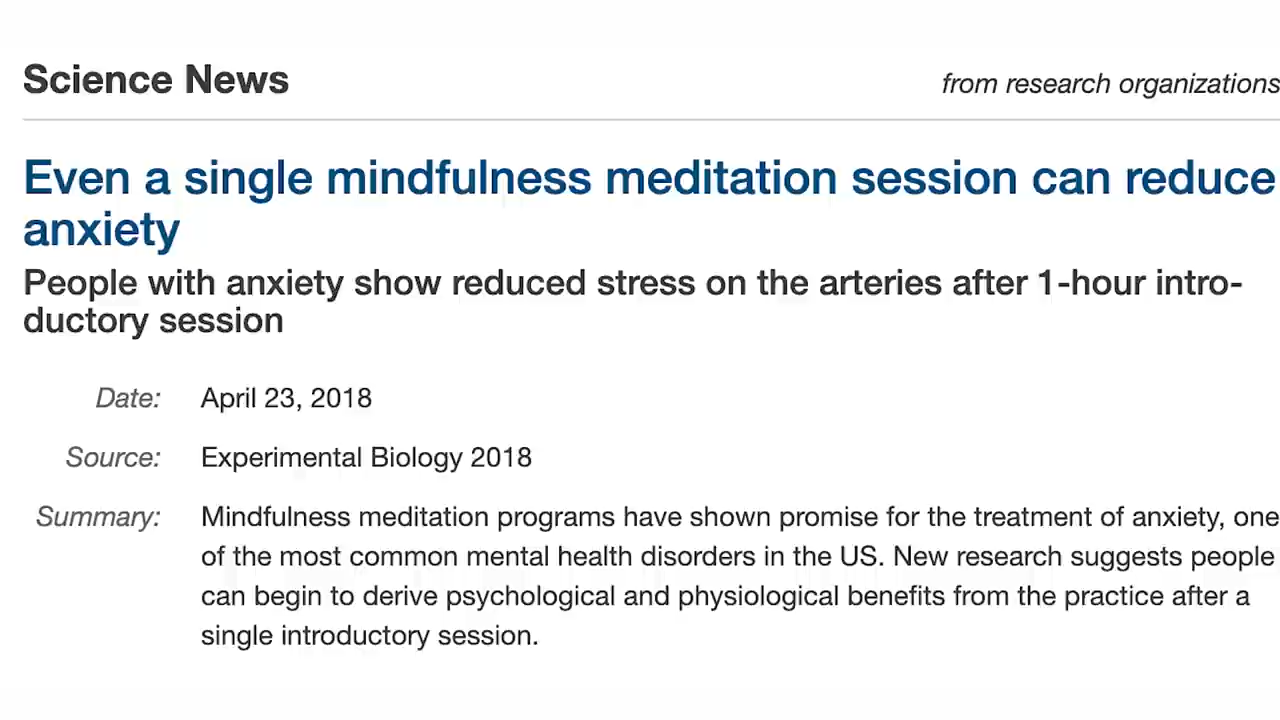 Science News
from research organizations
Even a single mindfulness meditation session can reduce
anxiety
People with anxiety show reduced stress on the arteries after 1-hour intro-
ductory session
Date: April 23, 2018
Source: Experimental Biology 2018
Summary: Mindfulness meditation programs have shown promise for the treatment of anxiety, one
of the most common mental health disorders in the US. New research suggests people
can begin to derive psychological and physiological benefits from the practice after a
single introductory session.